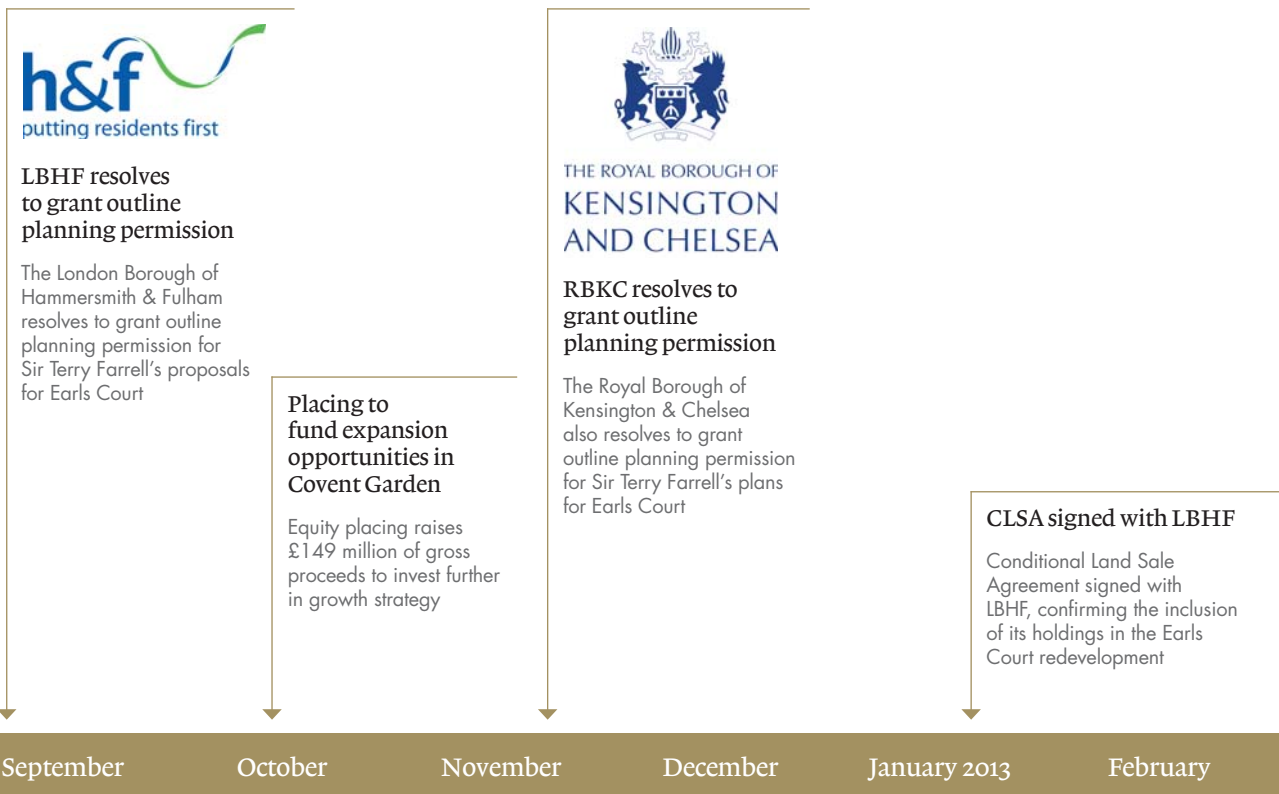 h&f
putting residents first
LBHF resolves
to grant outline
planning permission
The London Borough of
Hammersmith & Fulham
resolves to grant outline
planning permission for
Sir Terry Farrell’s proposals
for Earls Court
Placing to
fund expansion
opportunities in
Covent Garden
Equity placing raises
£149 million of gross
proceeds to invest further
in growth strategy
THE ROYAL BOROUGH OF
KENSINGTON
AND CHELSEA
RBKC resolves to
grant outline
planning permission
The Royal Borough of
Kensington & Chelsea
also resolves to grant
outline planning permission
for Sir Terry Farrell’s plans
for Earls Court
CLSA signed with LBHF
Conditional Land Sale
Agreement signed with
LBHF, confirming the inclusion
of its holdings in the Earls
Court redevelopment
September October November December January 2013 February